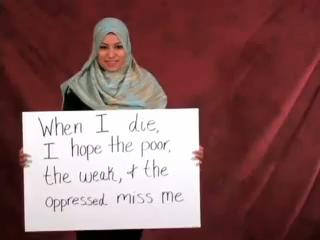 When I die,
I hope the poor,
the weak, & the
oppressed miss me